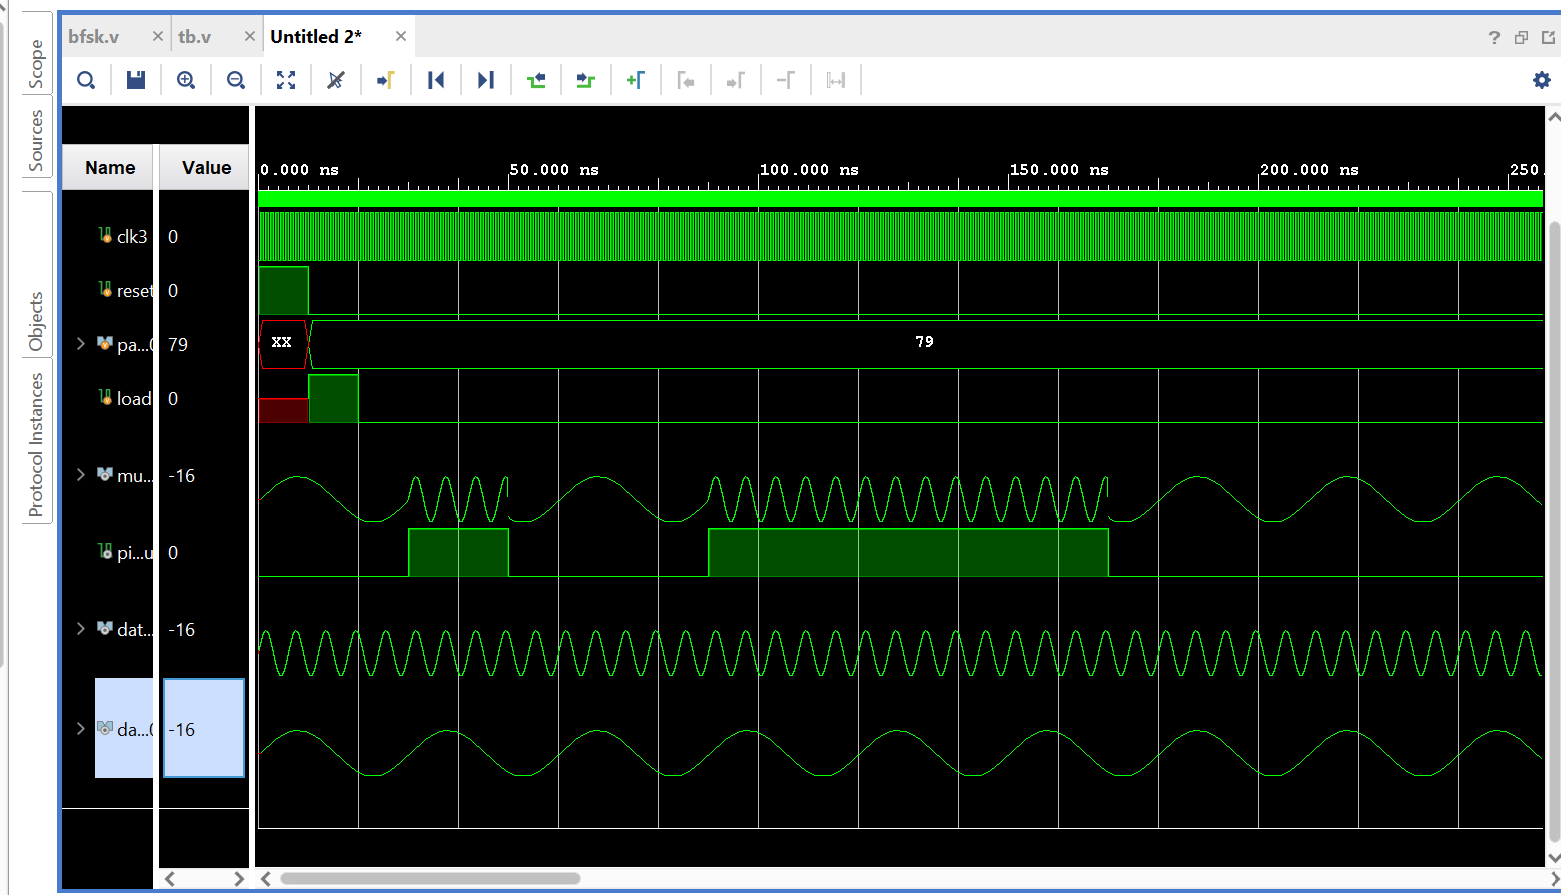 Scope
Sources
Objects
Protocol Instances
bfsk.v
tb.v
Untitled 2*
?
Name
Value
0.000 ns
50.000 ns
100.000 ns
150.000 ns
200.000 ns
250.
clk3
0
reset
0
pa...0
79
XX
79
load
0
mu...
-16
pi...u
0
dat...
-16
da...0
-16